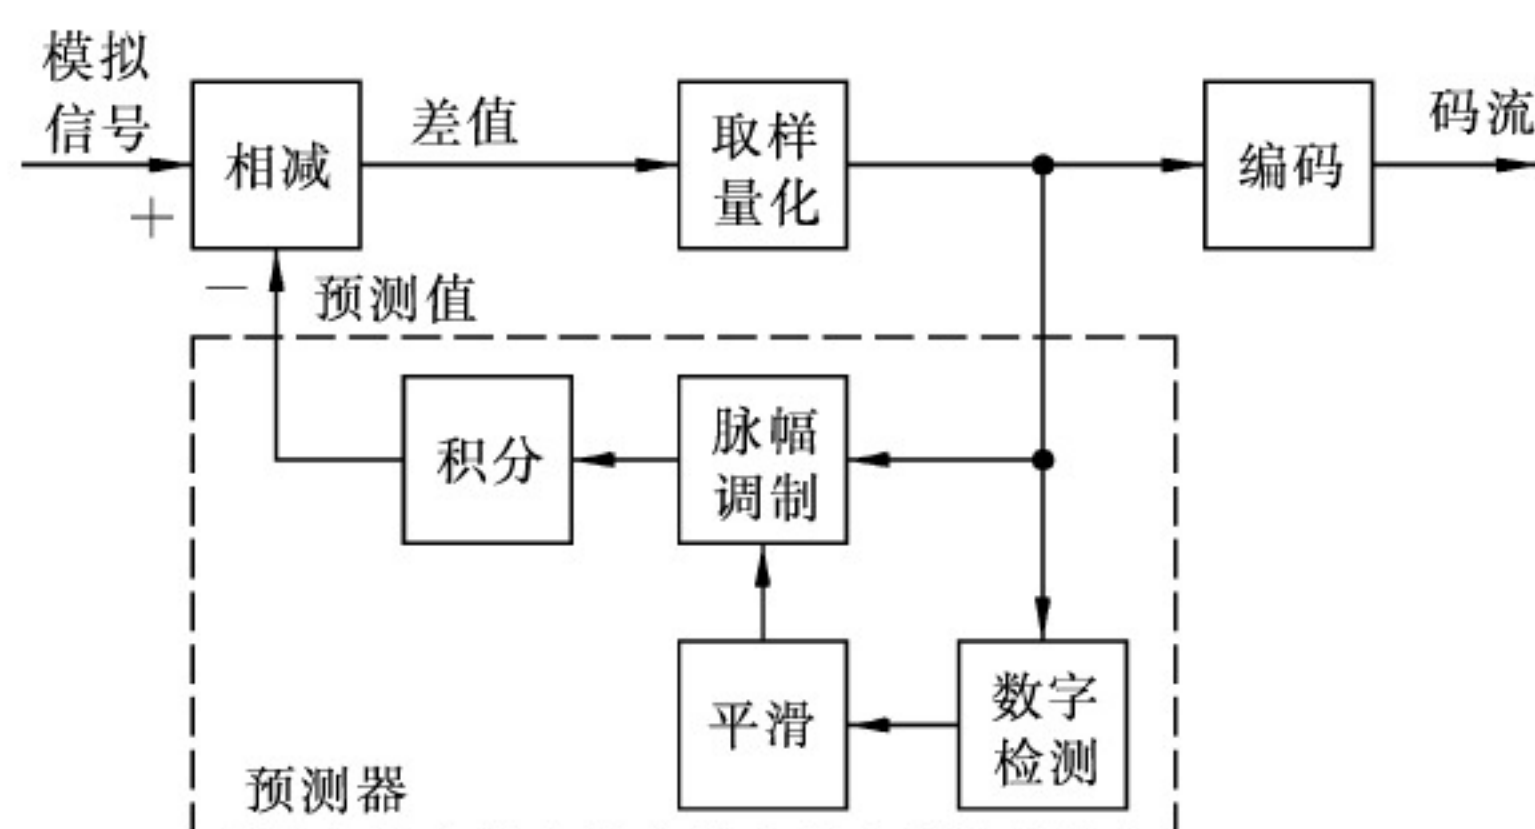 模拟
信号
+
相减
差值
取样
量化
编码
码流
−
预测值
积分
脉幅
调制
平滑
数字
检测
预测器